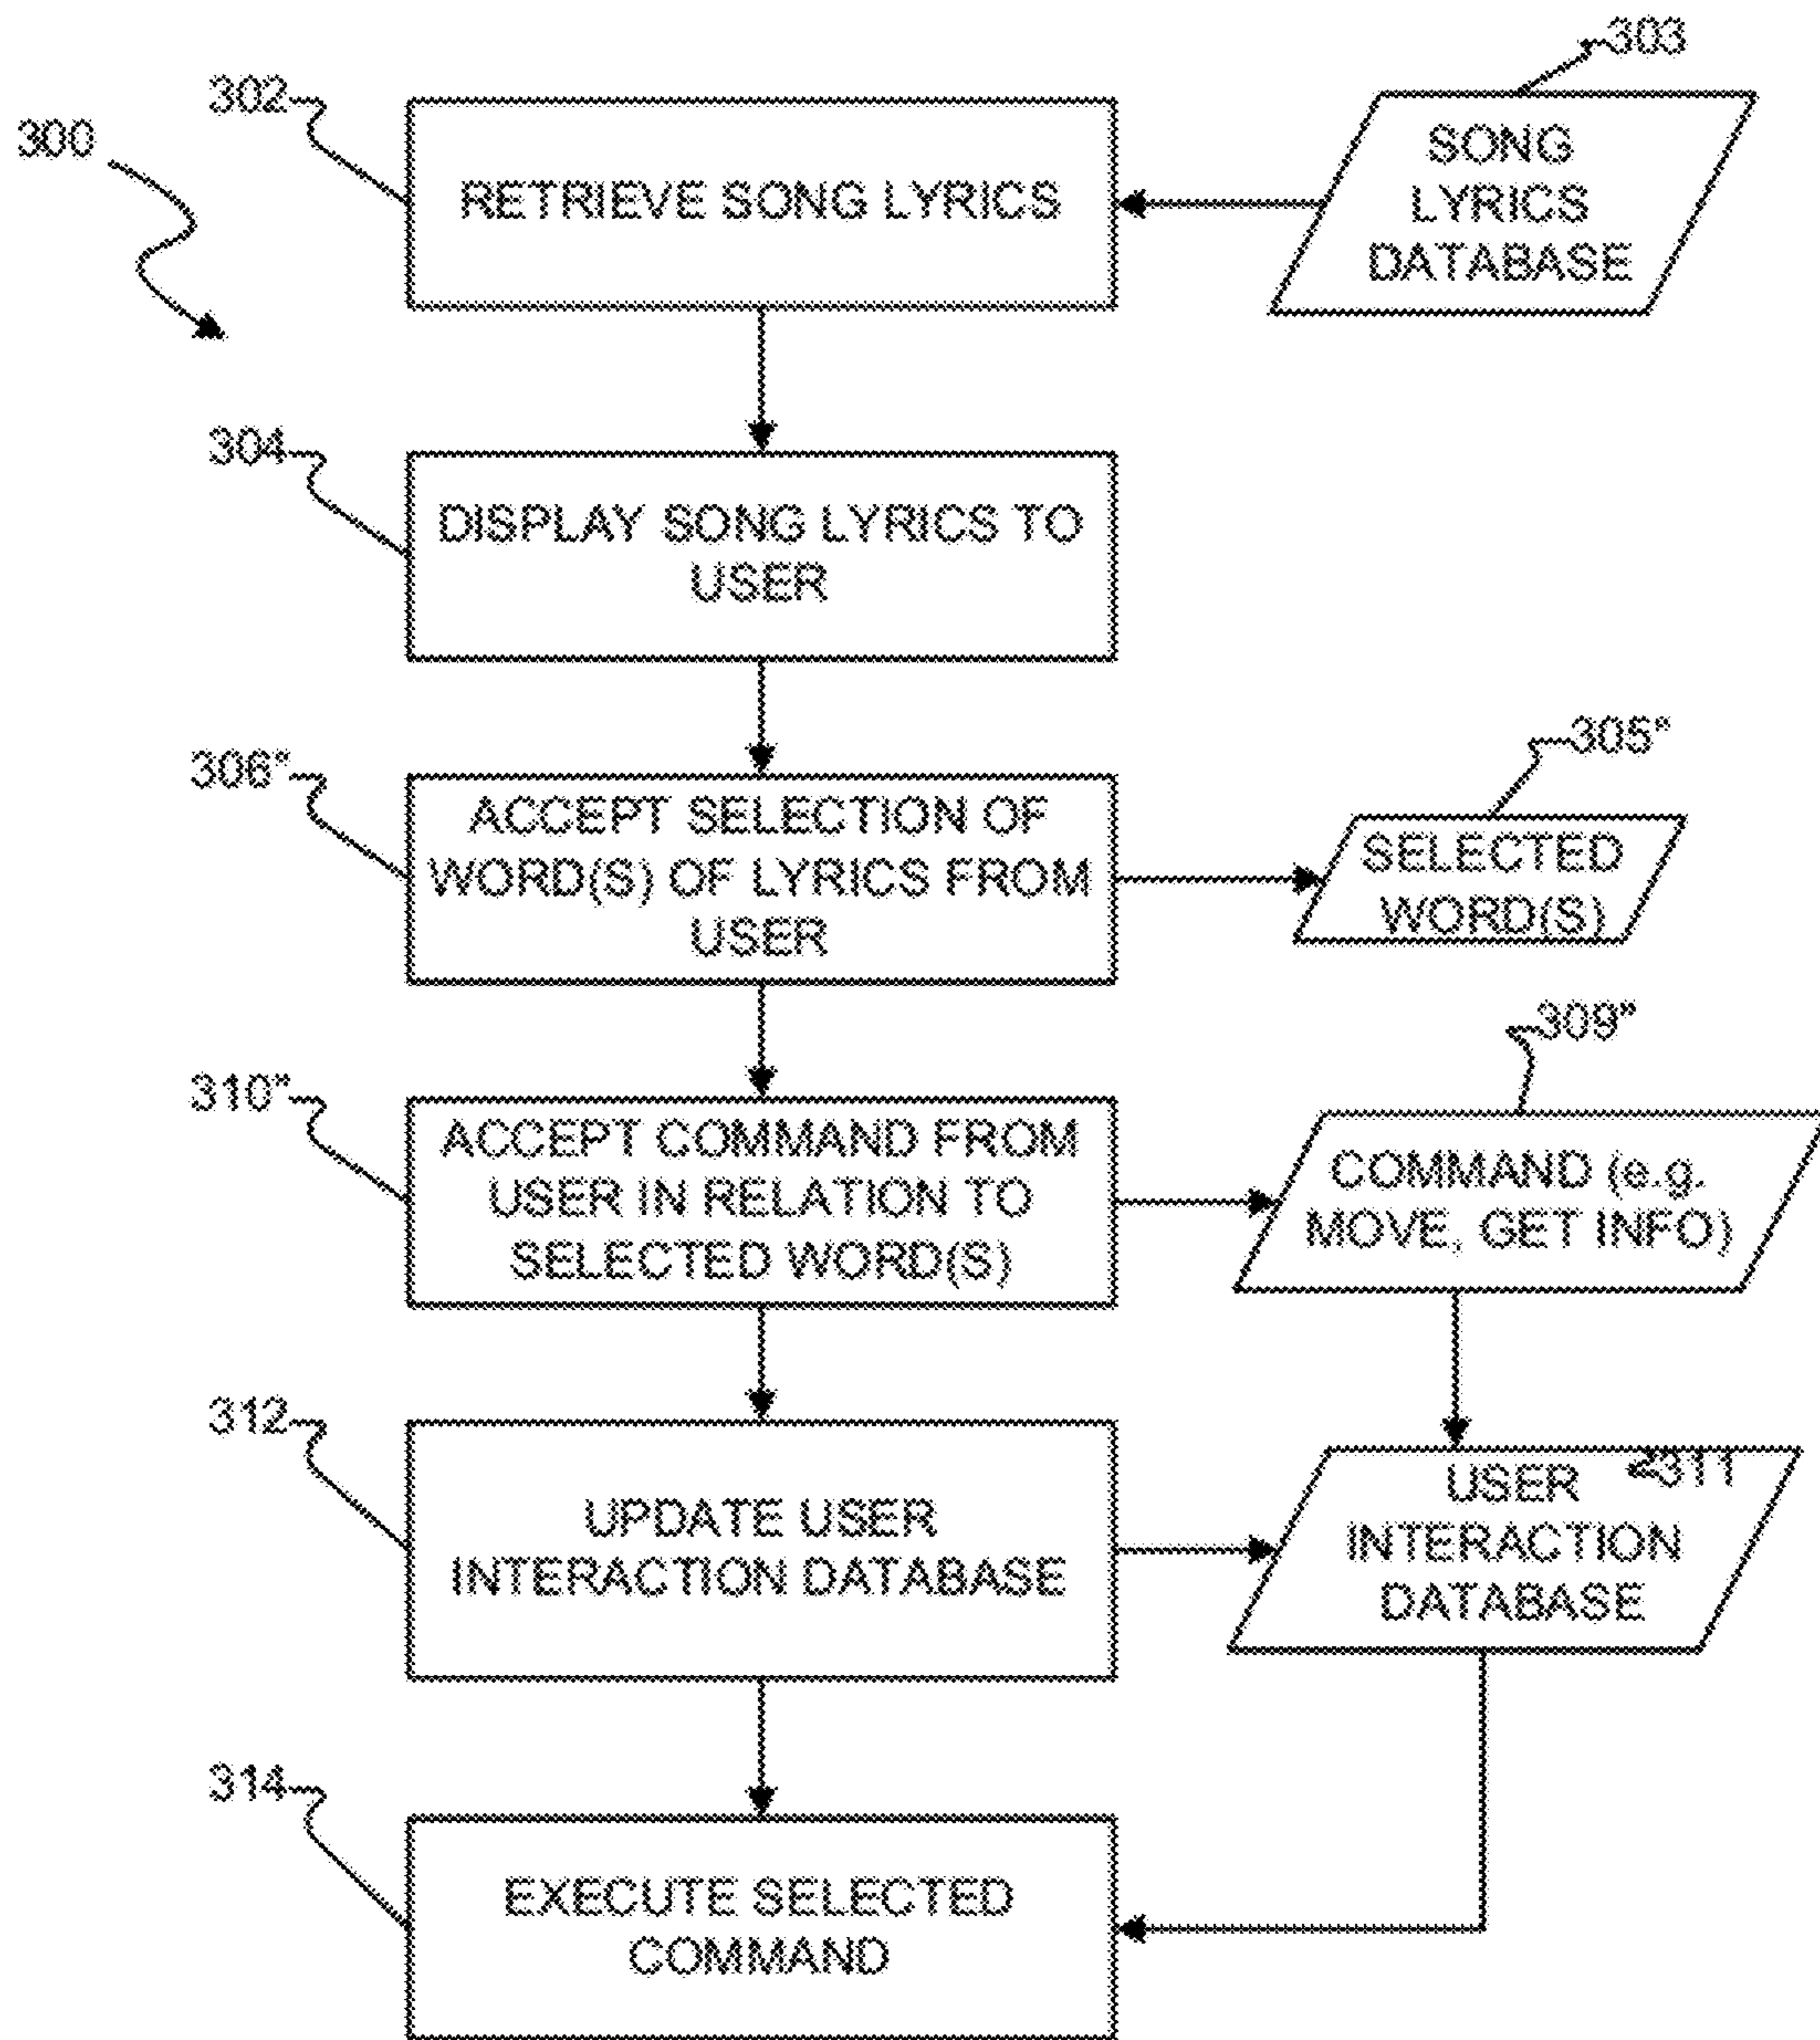 303
302
300
RETRIEVE SONG LYRICS
SONG
LYRICS
DATABASE
304
DISPLAY SONG LYRICS TO
USER
306"
ACCEPT SELECTION OF
WORD(S) OF LYRICS FROM
USER
305"
SELECTED
WORD(S)
310"
ACCEPT COMMAND FROM
USER IN RELATION TO
SELECTED WORD(S)
309"
COMMAND (e.g.
MOVE, GET INFO)
312
UPDATE USER
INTERACTION DATABASE
311
USER
INTERACTION
DATABASE
314
EXECUTE SELECTED
COMMAND